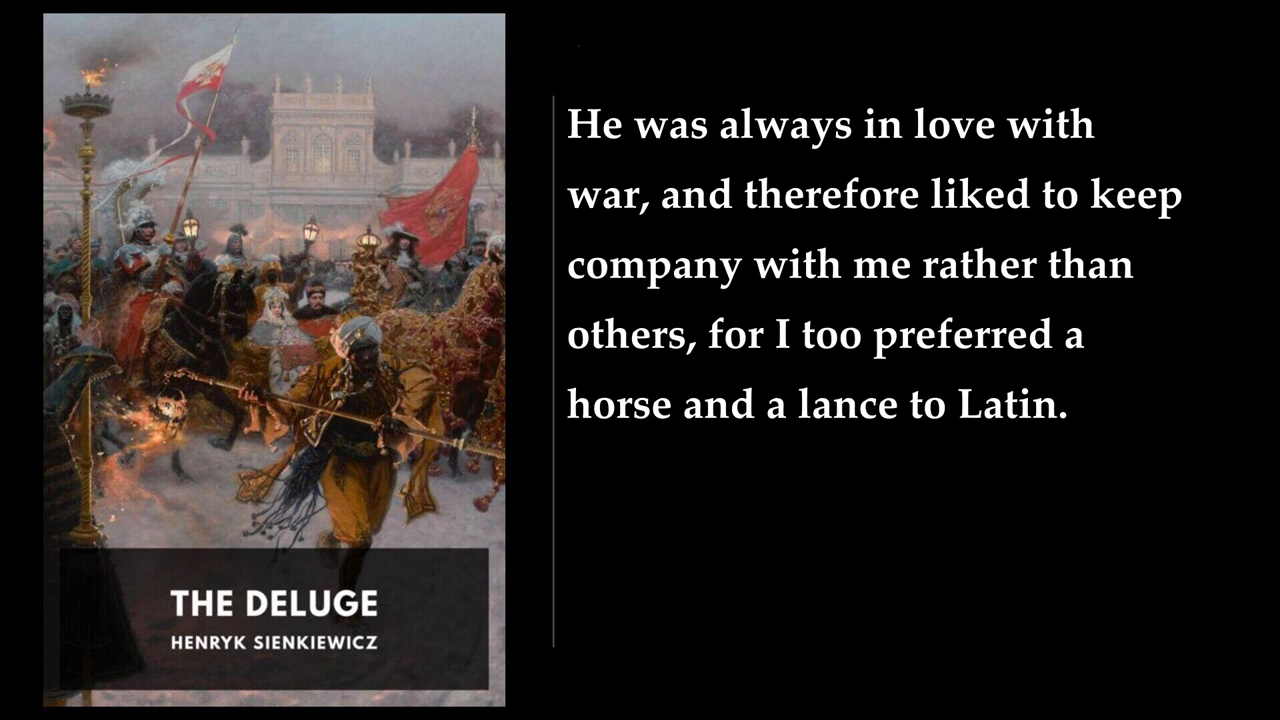 He was always in love with
war, and therefore liked to keep
company with me rather than
others, for I too preferred a
horse and a lance to Latin.
THE DELUGE
HENRYK SIENKIEWICZ